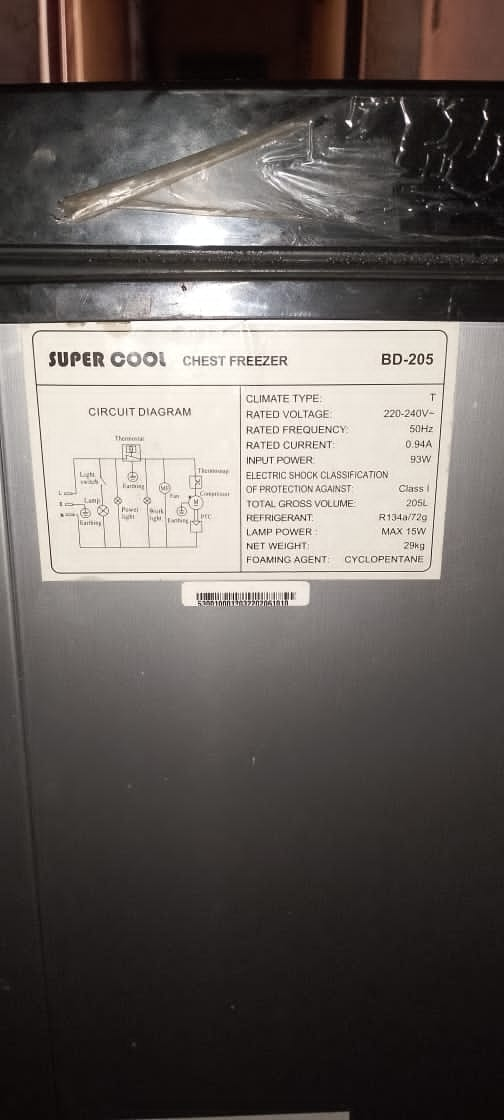 SUPER COOL CHEST FREEZER BD-205
CIRCUIT DIAGRAM
Thermostat
Light
switch
Earthing
Thermostop
L
E
N
Lamp
Earthing
Power
light
Work
light
Fan
Earthing
Compressor
M
PTC
CLIMATE TYPE: T
RATED VOLTAGE: 220-240V~
RATED FREQUENCY: 50Hz
RATED CURRENT: 0.94A
INPUT POWER: 93W
ELECTRIC SHOCK CLASSIFICATION
OF PROTECTION AGAINST: Class I
TOTAL GROSS VOLUME: 205L
REFRIGERANT: R134a/72g
LAMP POWER : MAX 15W
NET WEIGHT: 29kg
FOAMING AGENT: CYCLOPENTANE